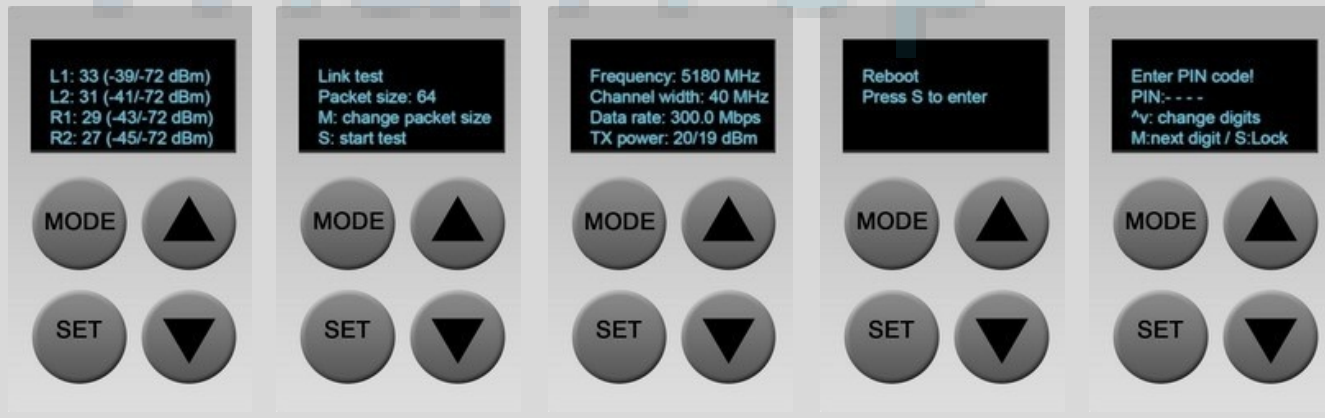 L1: 33 (-39/-72 dBm)
L2: 31 (-41/-72 dBm)
R1: 29 (-43/-72 dBm)
R2: 27 (-45/-72 dBm)
MODE
SET
Link test
Packet size: 64
M: change packet size
S: start test
MODE
SET
Frequency: 5180 MHz
Channel width: 40 MHz
Data rate: 300.0 Mbps
TX power: 20/19 dBm
MODE
SET
Reboot
Press S to enter
MODE
SET
Enter PIN code!
PIN:- - - -
^v: change digits
M:next digit / S:Lock
MODE
SET